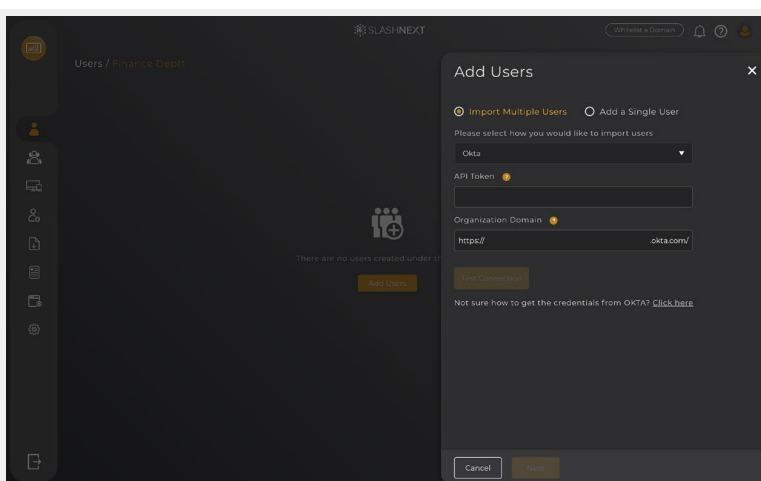 SLASHNEXT
Whitelist a Domain
Users / Finance Deptt
There are no users created under th
Add Users
Add Users
Import Multiple Users
Add a Single User
Please select how you would like to import users
Okta
API Token
Organization Domain
https://
.okta.com/
Test Connection
Not sure how to get the credentials from OKTA? Click here
Cancel
Next